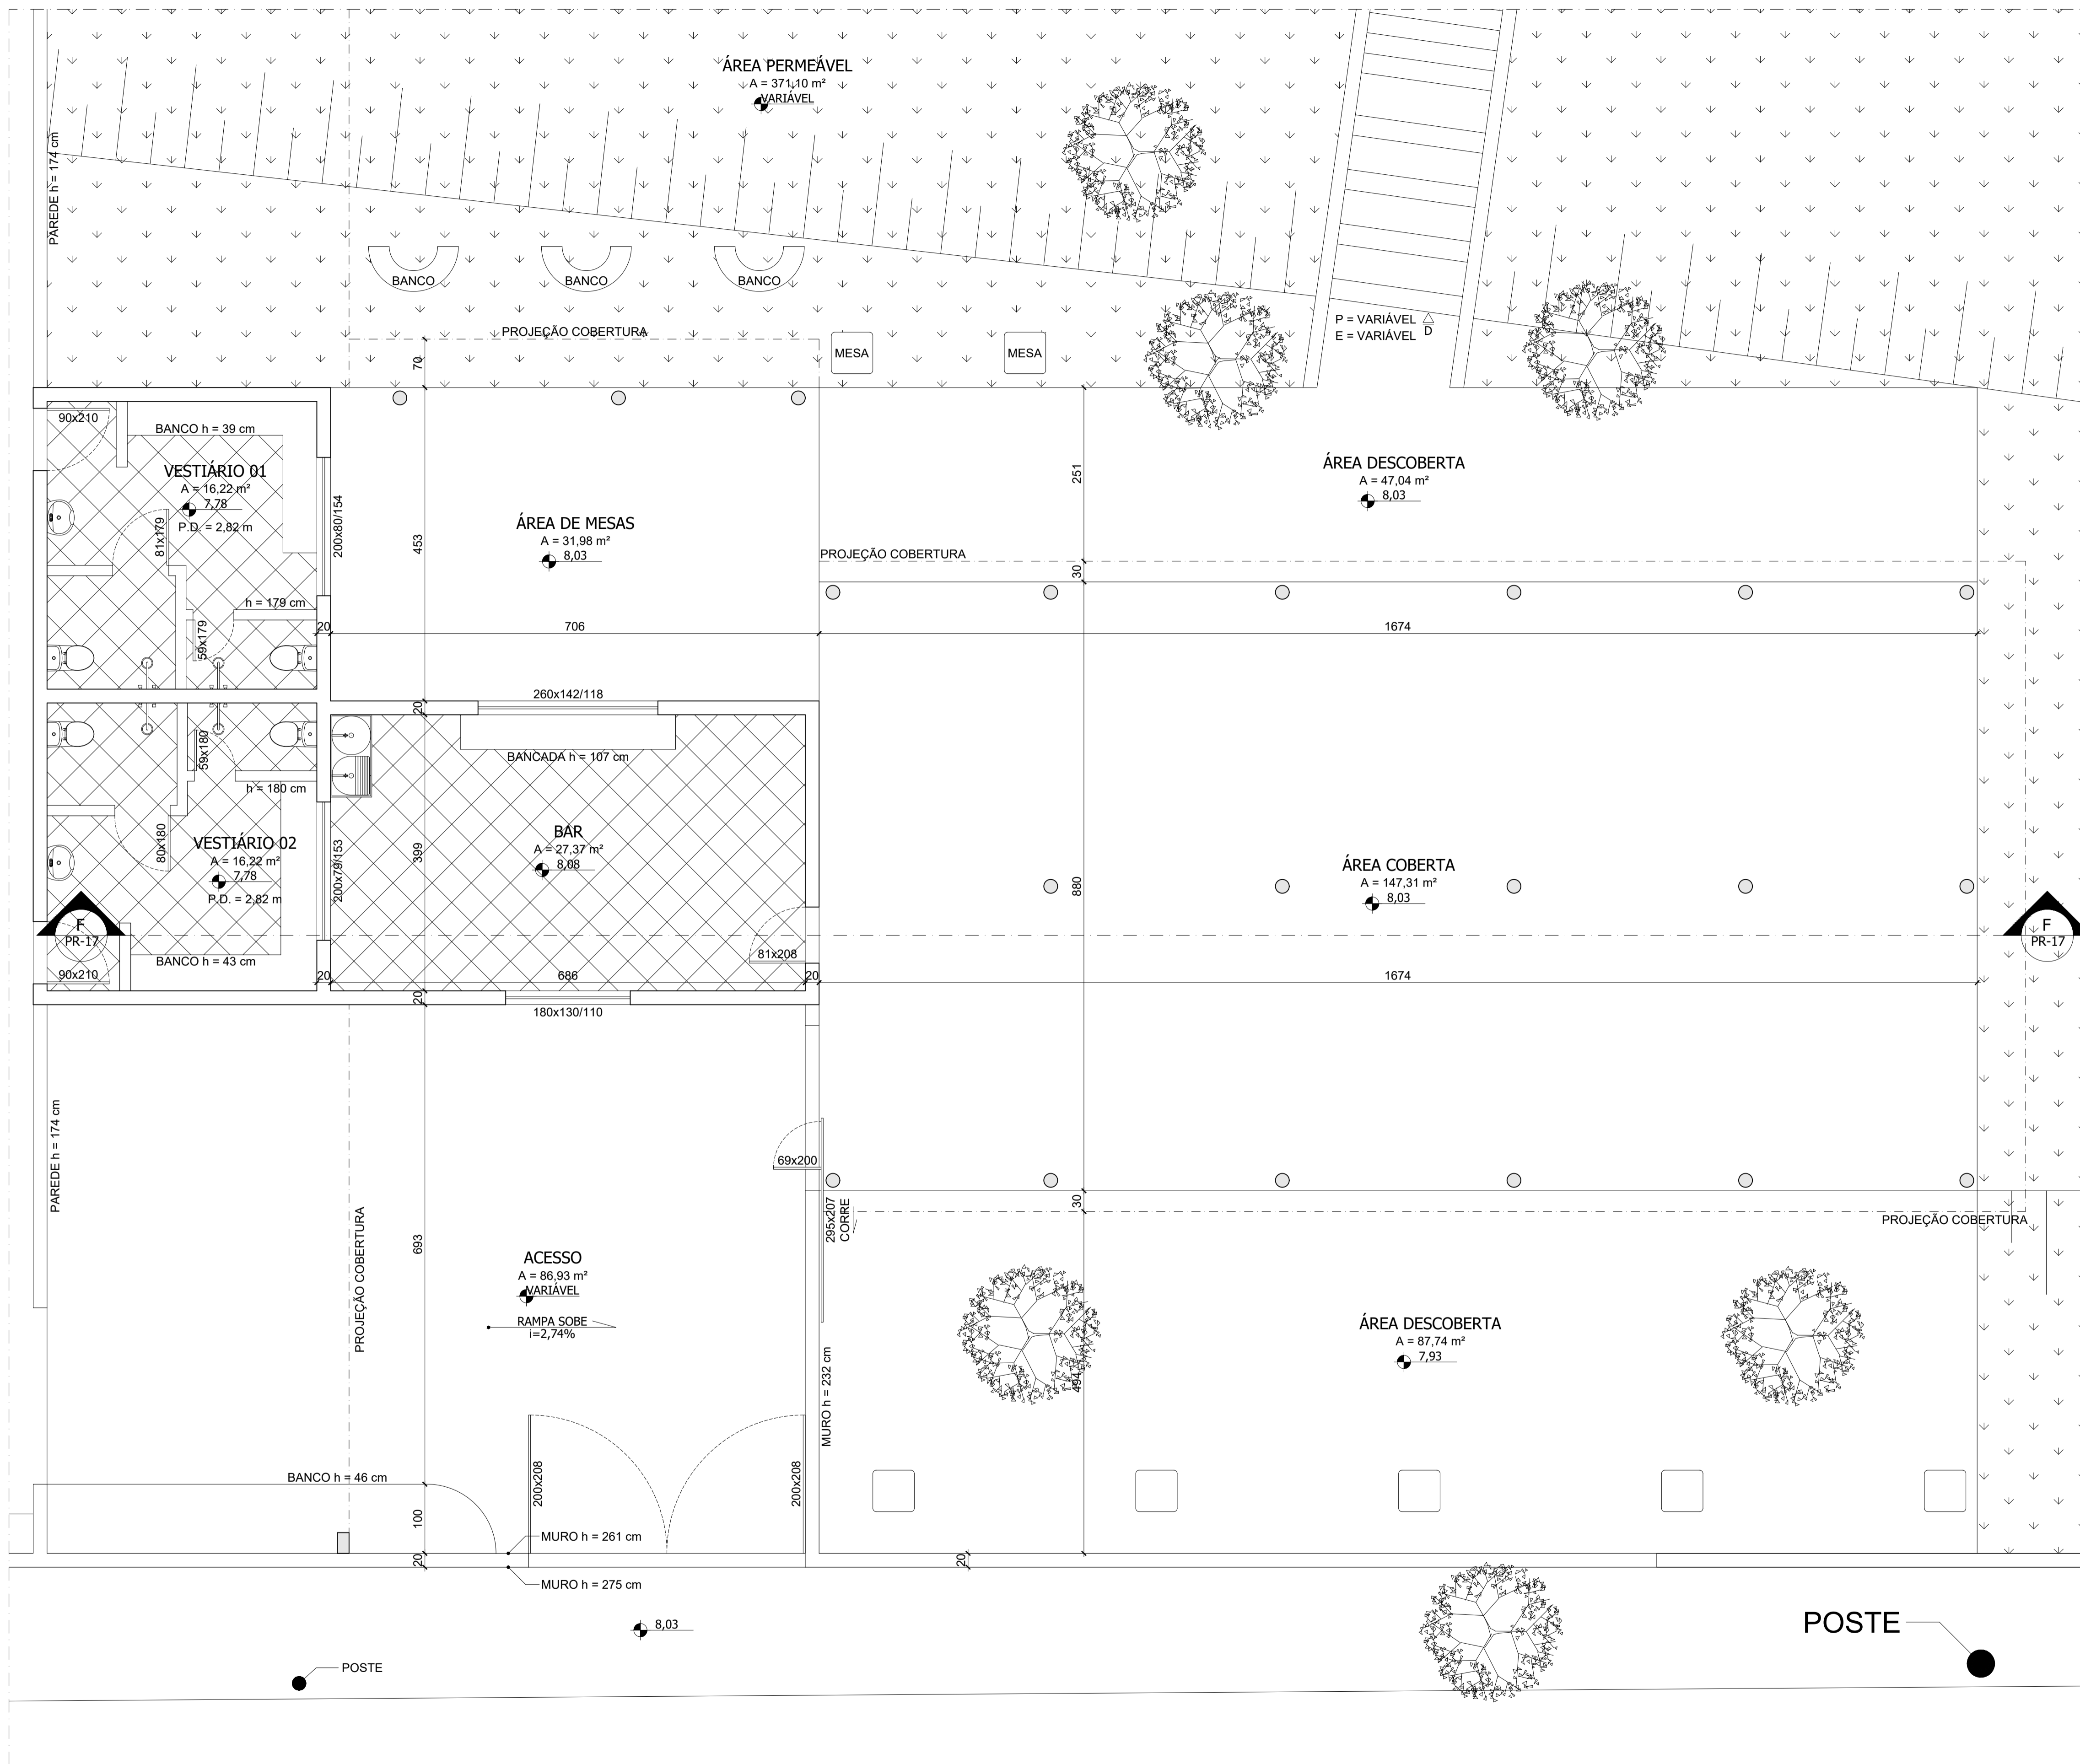 ÁREA PERMEÁVEL
A = 371,10 m²
VARIÁVEL
PAREDE h = 174 cm
BANCO
BANCO
BANCO
PROJEÇÃO COBERTURA
MESA
MESA
P = VARIÁVEL
E = VARIÁVEL
D
70
90x210
BANCO h = 39 cm
VESTIÁRIO 01
A = 16,22 m²
7,78
P.D. = 2,82 m
81x179
200x80/154
h = 179 cm
59x179
20
453
ÁREA DE MESAS
A = 31,98 m²
8,03
706
251
ÁREA DESCOBERTA
A = 47,04 m²
8,03
PROJEÇÃO COBERTURA
30
1674
260x142/118
20
59x180
h = 180 cm
80x180
VESTIÁRIO 02
A = 16,22 m²
7,78
P.D. = 2,82 m
200x79/153
BANCADA h = 107 cm
BAR
A = 27,37 m²
8,08
399
880
ÁREA COBERTA
A = 147,31 m²
8,03
F
PR-17
F
PR-17
BANCO h = 43 cm
90x210
81x208
20
686
20
1674
20
180x130/110
PAREDE h = 174 cm
PROJEÇÃO COBERTURA
693
69x200
295x207
CORRE
30
PROJEÇÃO COBERTURA
ACESSO
A = 86,93 m²
VARIÁVEL
RAMPA SOBE
i=2,74%
MURO h = 232 cm
494
ÁREA DESCOBERTA
A = 87,74 m²
7,93
BANCO h = 46 cm
200x208
200x208
100
MURO h = 261 cm
20
20
MURO h = 275 cm
8,03
POSTE
POSTE